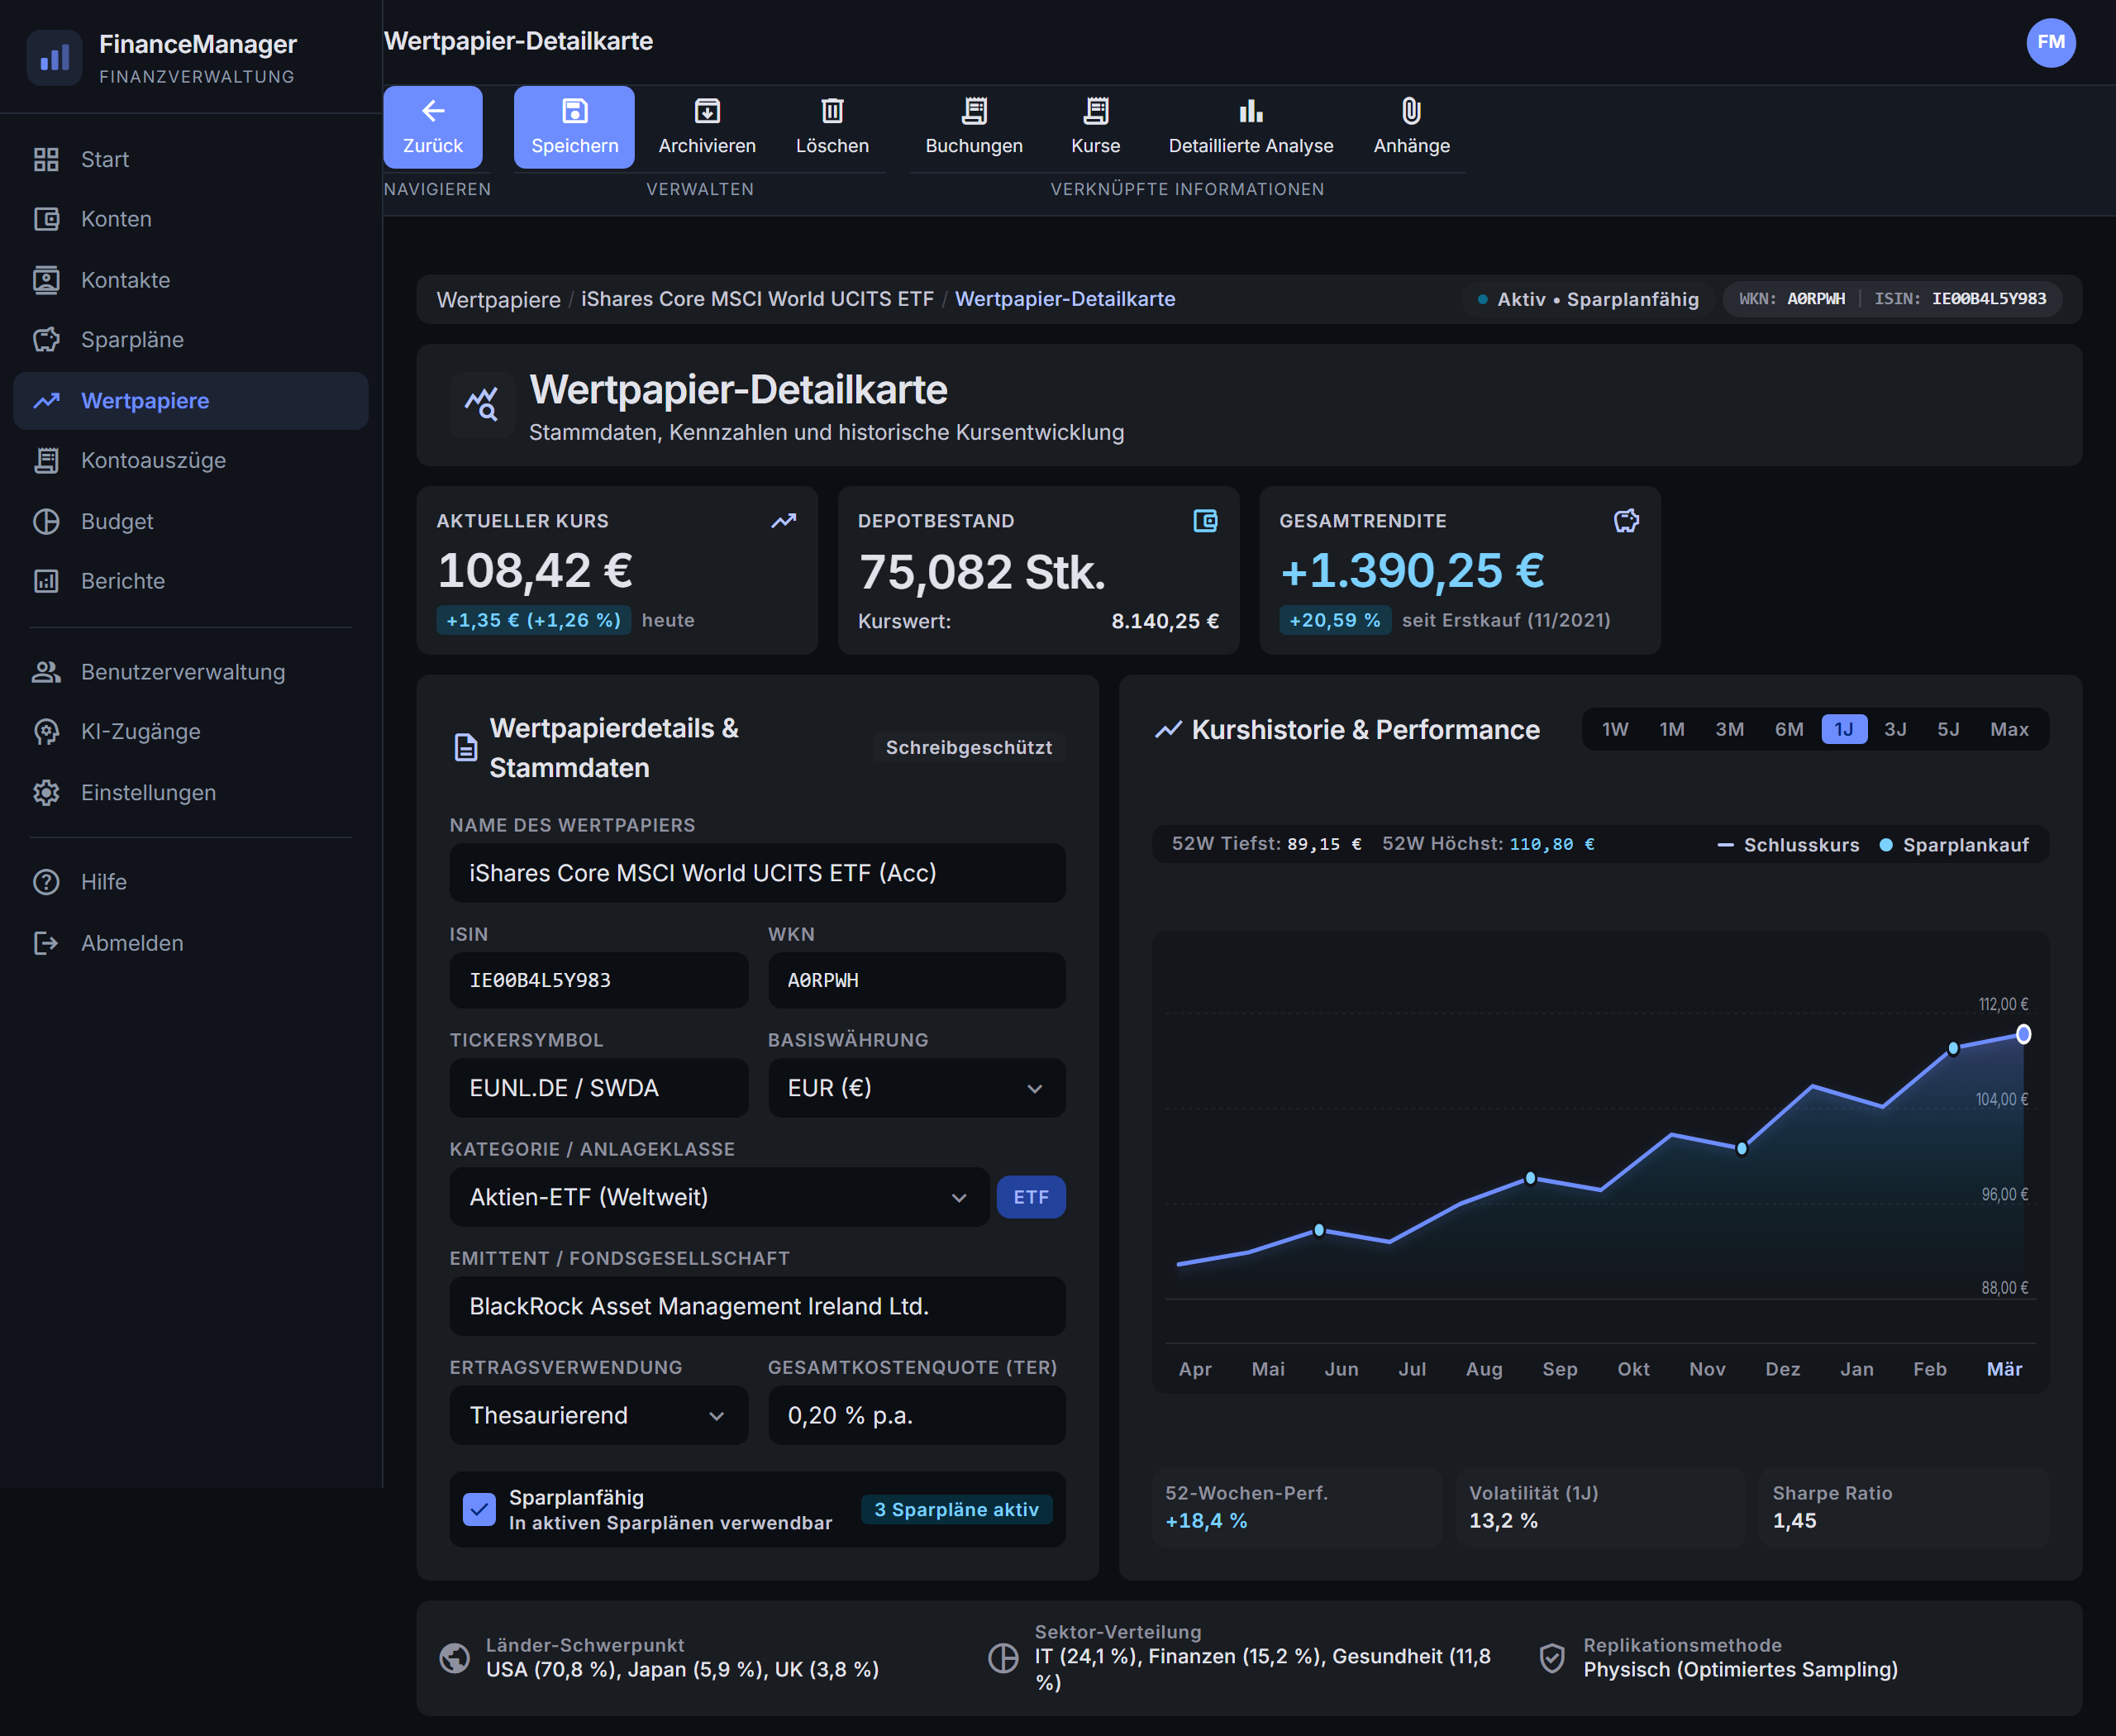 FinanceManager
FINANZVERWALTUNG
Start
Konten
Kontakte
Sparpläne
Wertpapiere
Kontoauszüge
Budget
Berichte
Benutzerverwaltung
KI-Zugänge
Einstellungen
Hilfe
Abmelden
Wertpapier-Detailkarte
FM
Zurück
NAVIGIEREN
Speichern
Archivieren
Löschen
VERWALTEN
Buchungen
Kurse
Detaillierte Analyse
Anhänge
VERKNÜPFTE INFORMATIONEN
Wertpapiere / iShares Core MSCI World UCITS ETF / Wertpapier-Detailkarte
Aktiv • Sparplanfähig
WKN: A0RPWH | ISIN: IE00B4L5Y983
Wertpapier-Detailkarte
Stammdaten, Kennzahlen und historische Kursentwicklung
AKTUELLER KURS
108,42 €
+1,35 € (+1,26 %) heute
DEPOTBESTAND
75,082 Stk.
Kurswert: 8.140,25 €
GESAMTRENDITE
+1.390,25 €
+20,59 % seit Erstkauf (11/2021)
Wertpapierdetails &
Stammdaten
Schreibgeschützt
NAME DES WERTPAPIERS
iShares Core MSCI World UCITS ETF (Acc)
ISIN
IE00B4L5Y983
WKN
A0RPWH
TICKERSYMBOL
EUNL.DE / SWDA
BASISWÄHRUNG
EUR (€)
KATEGORIE / ANLAGEKLASSE
Aktien-ETF (Weltweit)
ETF
EMITTENT / FONDSGESELLSCHAFT
BlackRock Asset Management Ireland Ltd.
ERTRAGSVERWENDUNG
Thesaurierend
GESAMTKOSTENQUOTE (TER)
0,20 % p.a.
Sparplanfähig
In aktiven Sparplänen verwendbar
3 Sparpläne aktiv
Kurshistorie & Performance
1W 1M 3M 6M 1J 3J 5J Max
52W Tiefst: 89,15 € 52W Höchst: 110,80 €
Schlusskurs
Sparplankauf
112,00 €
104,00 €
96,00 €
88,00 €
Apr Mai Jun Jul Aug Sep Okt Nov Dez Jan Feb Mär
52-Wochen-Perf.
+18,4 %
Volatilität (1J)
13,2 %
Sharpe Ratio
1,45
Länder-Schwerpunkt
USA (70,8 %), Japan (5,9 %), UK (3,8 %)
Sektor-Verteilung
IT (24,1 %), Finanzen (15,2 %), Gesundheit (11,8
%)
Replikationsmethode
Physisch (Optimiertes Sampling)